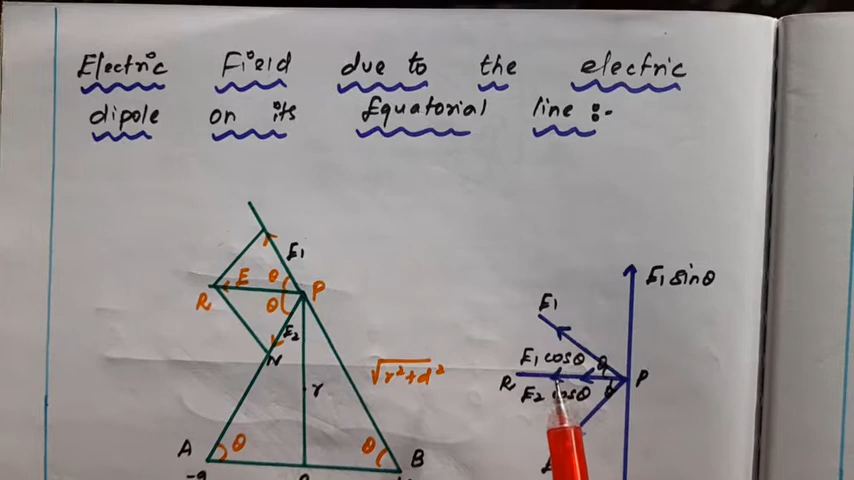 Electric Field due to the electric
dipole on its Equatorial line :-
E1
E1 sinθ
E θ P
R θ
E1
E2
N
E1 cosθ θ
√r²+d²
R P
r
E2 cosθ θ
A θ θ B
-q